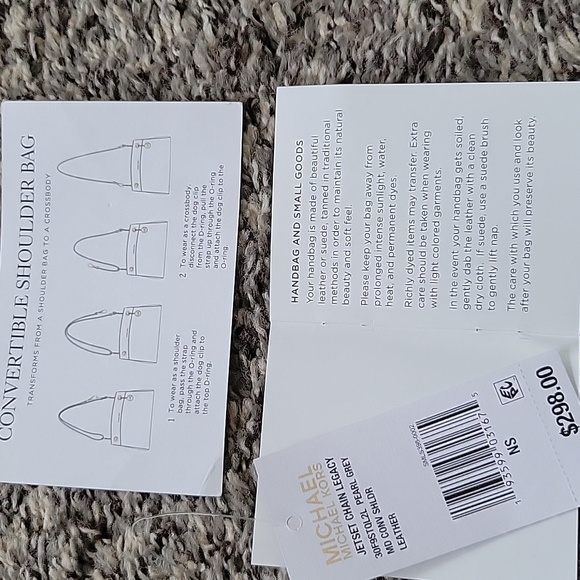 CONVERTIBLE SHOULDER BAG
TRANSFORMS FROM A SHOULDER BAG TO A CROSSBODY
1 To wear as a shoulder
bag, pass the strap
through the O-ring and
attach the dog clip to
the top D-ring.
2 To wear as a crossbody,
disconnect the dog clip
from the D-ring, pull the
strap up through the O-ring
and attach the dog clip to the
O-ring.
HANDBAG AND SMALL GOODS
Your handbag is made of beautiful
leather or suede, tanned in traditional
methods in order to maintain its natural
beauty and soft feel.
Please keep your bag away from
prolonged intense sunlight, water,
heat, and permanent dyes.
Richly dyed items may transfer. Extra
care should be taken when wearing
with light colored garments.
In the event your handbag gets soiled,
gently dab the leather with a clean
dry cloth. If suede, use a suede brush
to gently lift nap.
The care with which you use and look
after your bag will preserve its beauty.
MICHAEL
MICHAEL KORS
JETSET CHAIN LEGACY
30F9STQL2L PEARL GREY
MD CONV SHLDR
LEATHER
NS
$298.00